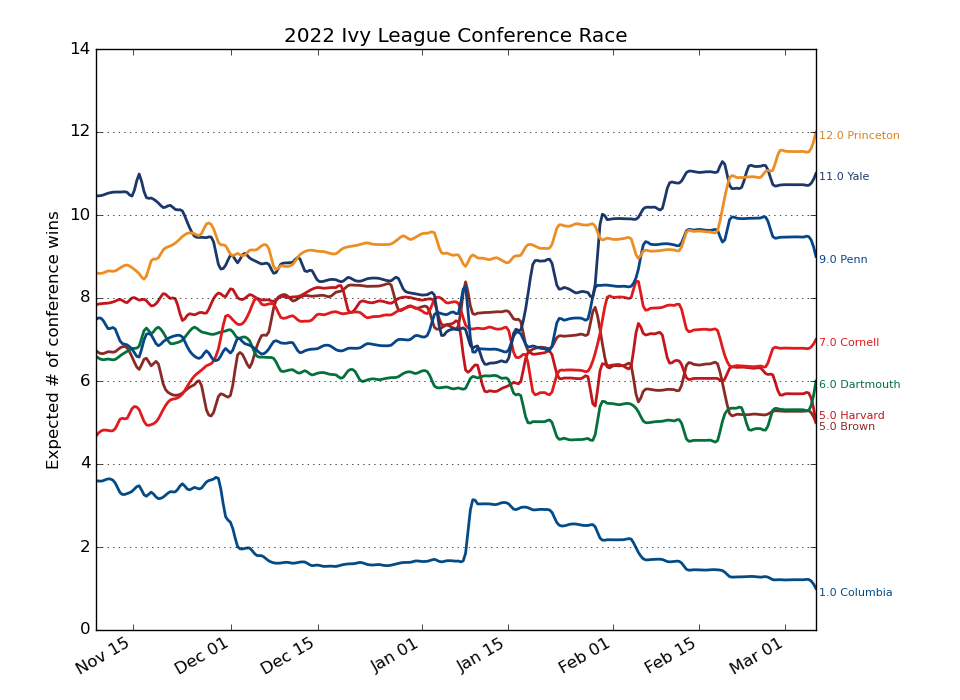 2022 Ivy League Conference Race
Expected # of conference wins
14
12
10
8
6
4
2
0
12.0 Princeton
11.0 Yale
9.0 Penn
7.0 Cornell
6.0 Dartmouth
5.0 Harvard
5.0 Brown
1.0 Columbia
Nov 15
Dec 01
Dec 15
Jan 01
Jan 15
Feb 01
Feb 15
Mar 01